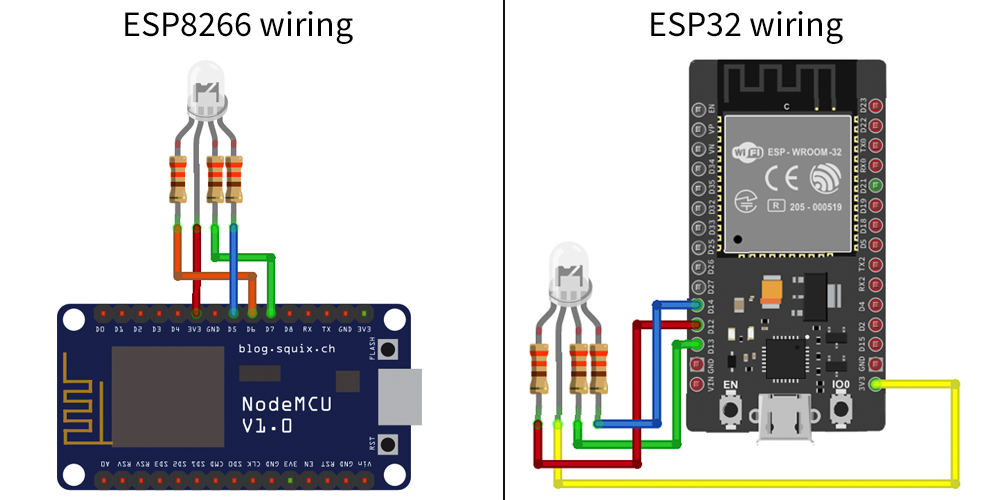 ESP8266 wiring
D0 D1 D2 D3 D4 3V3 GND D5 D6 D7 D8 RX TX GND 3V3
blog.squix.ch
FLASH
NodeMCU
V1.0
RST
A0 RSV RSV SD3 SD2 SD1 CMD SD0 CLK GND 3V3 EN RST GND Vin
ESP32 wiring
C
EN
VP
VN
D34
D35
D32
D33
D25
D26
D27
D14
D12
D13
GND
VIN
WiFi ESP - WROOM -32
CE
R 205 - 000519
D23
D22
TX0
RX0
D21
D19
D18
D5
TX2
RX2
D4
D2
D15
GND
3V3
EN
IO0